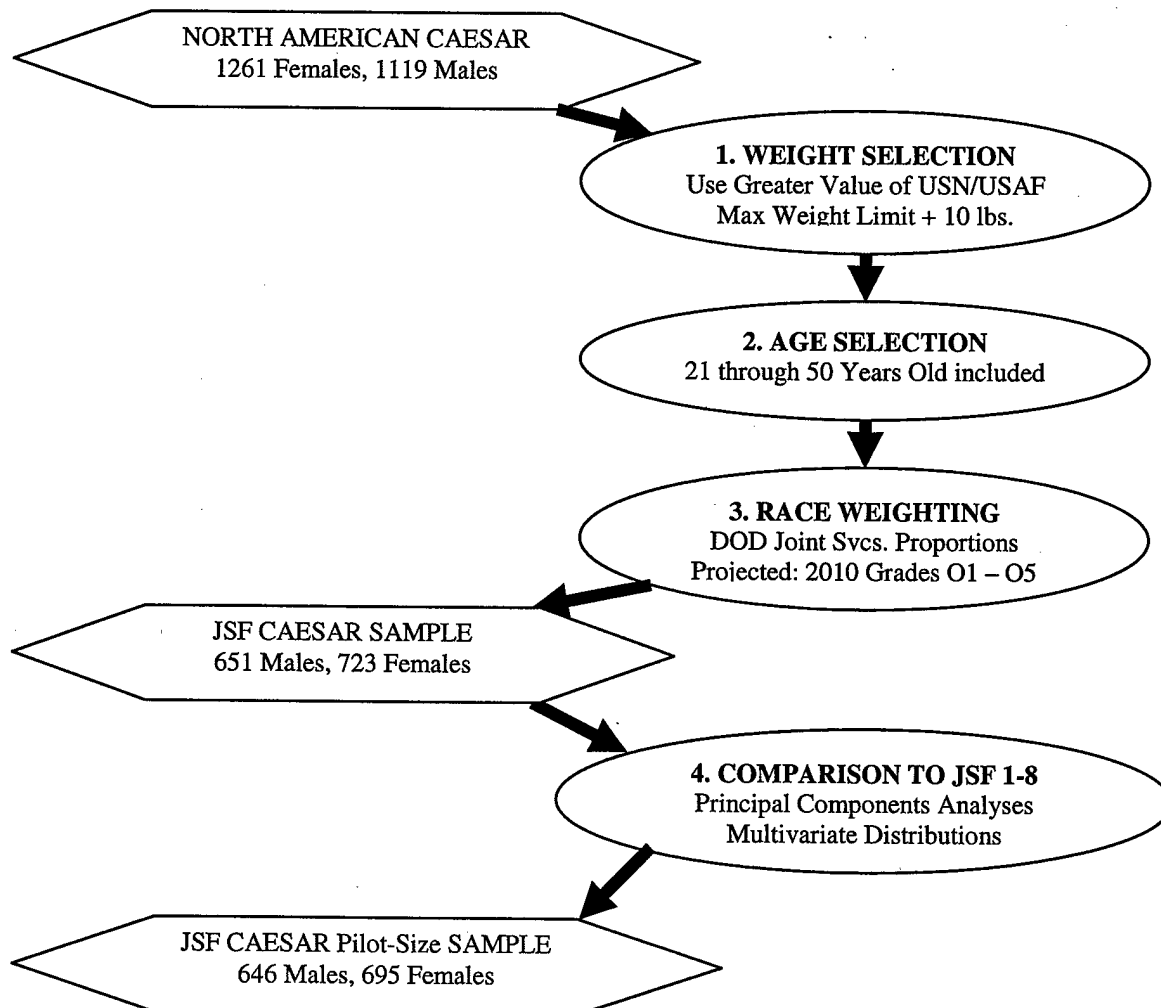 NORTH AMERICAN CAESAR
1261 Females, 1119 Males
1. WEIGHT SELECTION
Use Greater Value of USN/USAF
Max Weight Limit + 10 lbs.
2. AGE SELECTION
21 through 50 Years Old included
3. RACE WEIGHTING
DOD Joint Svcs. Proportions
Projected: 2010 Grades O1 – O5
JSF CAESAR SAMPLE
651 Males, 723 Females
4. COMPARISON TO JSF 1-8
Principal Components Analyses
Multivariate Distributions
JSF CAESAR Pilot-Size SAMPLE
646 Males, 695 Females